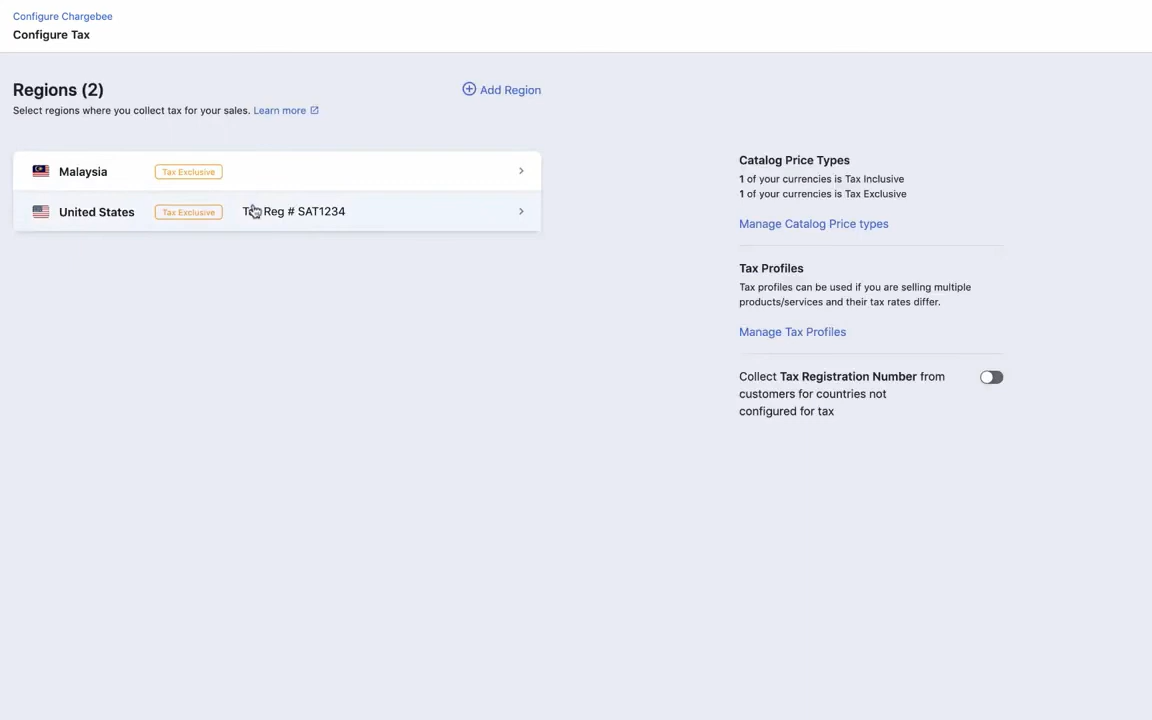 Configure Chargebee
Configure Tax
Regions (2)
Add Region
Select regions where you collect tax for your sales. Learn more
Malaysia
Tax Exclusive
United States
Tax Exclusive
Reg # SAT1234
Catalog Price Types
1 of your currencies is Tax Inclusive
1 of your currencies is Tax Exclusive
Manage Catalog Price types
Tax Profiles
Tax profiles can be used if you are selling multiple
products/services and their tax rates differ.
Manage Tax Profiles
Collect Tax Registration Number from
customers for countries not
configured for tax